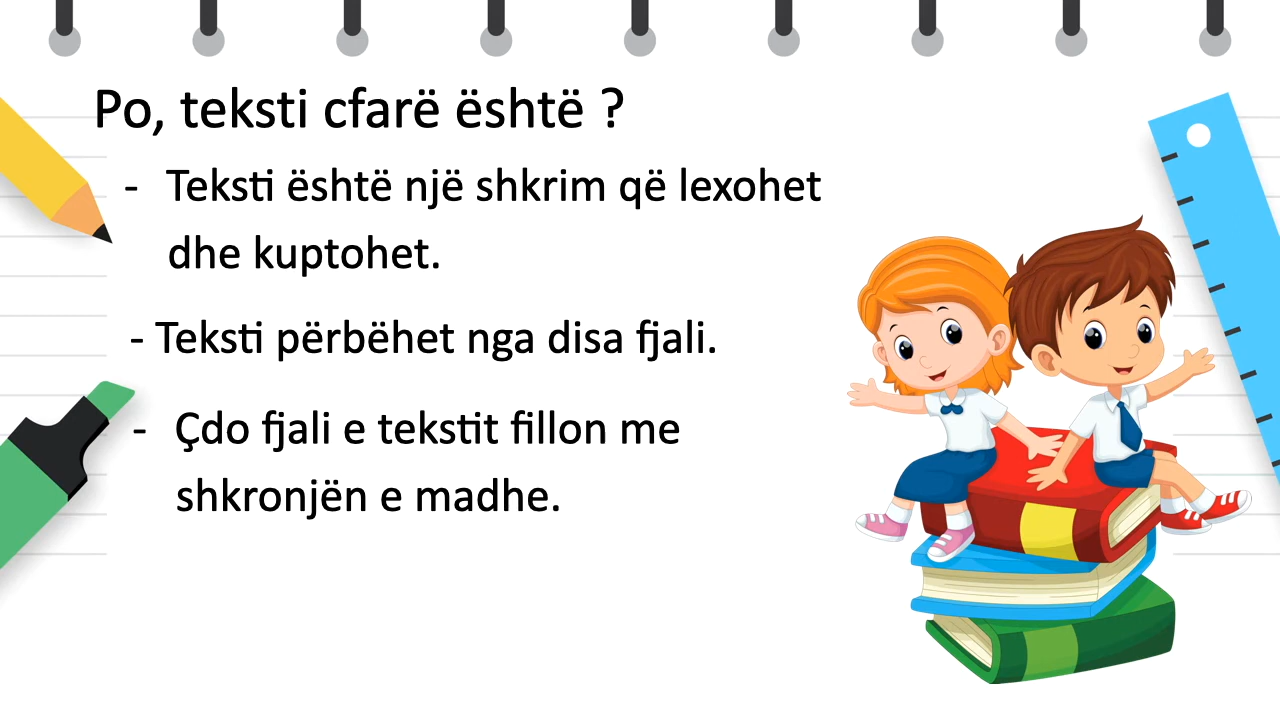 Po, teksti cfarë është ?
- Teksti është një shkrim që lexohet
dhe kuptohet.
- Teksti përbëhet nga disa fjali.
- Çdo fjali e tekstit fillon me
shkronjën e madhe.